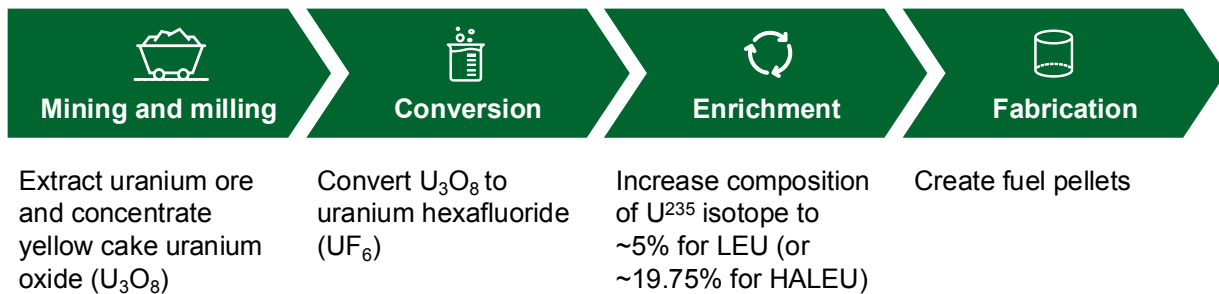 Mining and milling
Conversion
Enrichment
Fabrication
Extract uranium ore
and concentrate
yellow cake uranium
oxide (U₃O₈)
Convert U₃O₈ to
uranium hexafluoride
(UF₆)
Increase composition
of U²³⁵ isotope to
~5% for LEU (or
~19.75% for HALEU)
Create fuel pellets